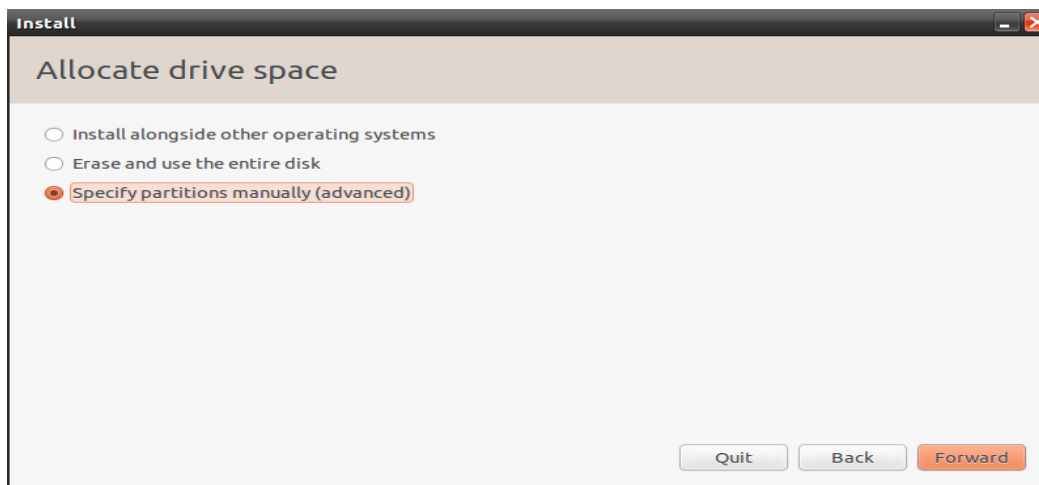 Install
Allocate drive space
Install alongside other operating systems
Erase and use the entire disk
Specify partitions manually (advanced)
Quit Back Forward